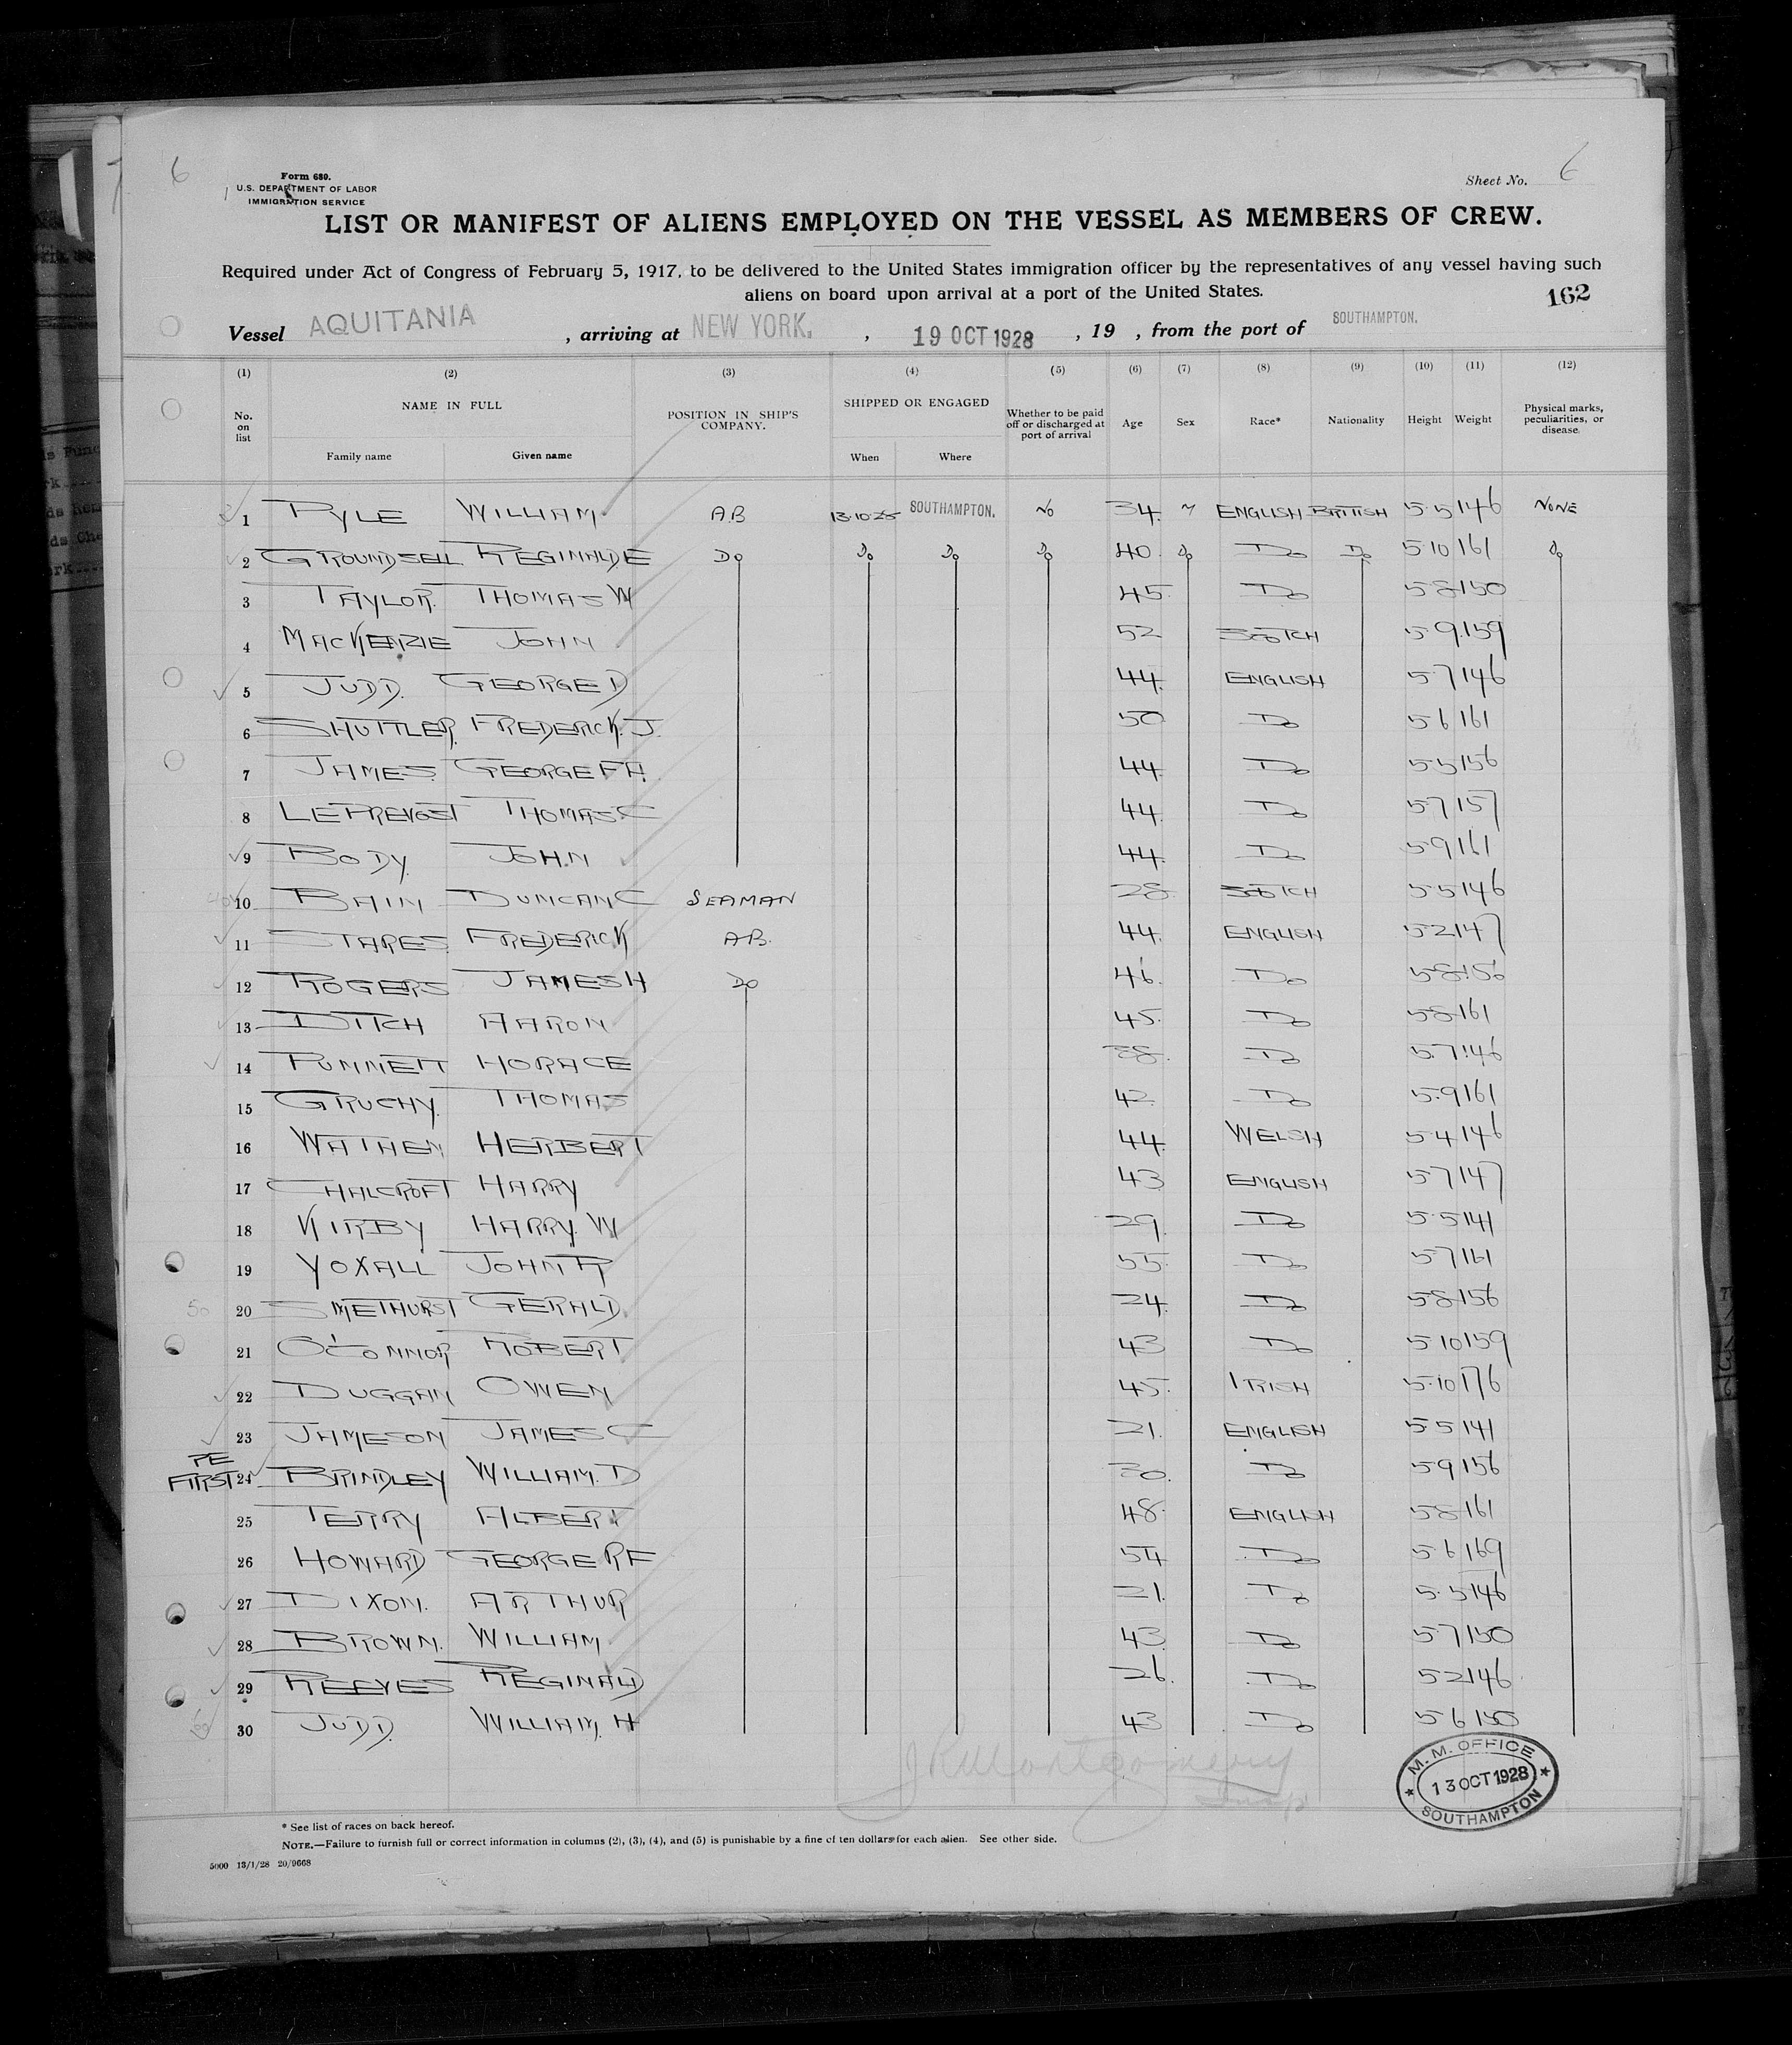 6
Form 680.
U.S. DEPARTMENT OF LABOR
IMMIGRATION SERVICE
Sheet No. 6
LIST OR MANIFEST OF ALIENS EMPLOYED ON THE VESSEL AS MEMBERS OF CREW.
Required under Act of Congress of February 5, 1917, to be delivered to the United States immigration officer by the representatives of any vessel having such
aliens on board upon arrival at a port of the United States.
162
Vessel AQUITANIA , arriving at NEW YORK. , 19 OCT 1928 , 19 , from the port of SOUTHAMPTON.
(1) (2) (3) (4) (5) (6) (7) (8) (9) (10) (11) (12)
No. on list NAME IN FULL POSITION IN SHIP'S COMPANY. SHIPPED OR ENGAGED Whether to be paid off or discharged at port of arrival Age Sex Race* Nationality Height Weight Physical marks, peculiarities, or disease.
Family name Given name When Where
1 PYLE WILLIAM A.B 13.10.28 SOUTHAMPTON. NO 34 M ENGLISH BRITISH 5.5 146 NONE
2 GROUNDSELL REGINALD.E Do Do Do Do 40 Do Do Do 5.10 161 Do
3 TAYLOR. THOMAS W 45 Do 5.8 150
4 MACKENZIE JOHN 52 SCOTCH 5.9 159
5 JUDD. GEORGE D 44 ENGLISH 5.7 146
6 SHUTTLER. FREDERICK. J. 50 Do 5.6 161
7 JAMES. GEORGE F H. 44 Do 5.5 156
8 LE PREVOST THOMAS.C 44 Do 5.7 157
9 BODY. JOHN 44 Do 5.9 161
10 BAIN DUNCAN C SEAMAN 28 SCOTCH 5.5 146
11 STARES. FREDERICK A.B. 44 ENGLISH 5.2 147
12 ROGERS JAMES H Do 46 Do 5.8 156
13 DITCH AARON 45 Do 5.8 161
14 PUNNETT HORACE 38 Do 5.7 146
15 GRUCHY. THOMAS 42 Do 5.9 161
16 WATHEN HERBERT 44 WELSH 5.4 146
17 CHALCROFT HARRY 43 ENGLISH 5.7 147
18 KIRBY HARRY. W 29 Do 5.5 141
19 YOXALL JOHN R 55 Do 5.7 161
20 SMETHURST GERALD. 24 Do 5.8 156
21 O'CONNOR ROBERT 43 Do 5.10 159
22 DUGGAN OWEN 45 IRISH 5.10 176
23 JAMESON JAMES C 21 ENGLISH 5.5 141
PE
FIRST 24 BRINDLEY WILLIAM. D 30 Do 5.9 156
25 TERRY ALBERT 48 ENGLISH 5.8 161
26 HOWARD GEORGE R F 54 Do 5.6 169
27 DIXON. ARTHUR 21 Do 5.5 146
28 BROWN. WILLIAM 43 Do 5.7 150
29 REEVES REGINALD 26 Do 5.2 146
30 JUDD. WILLIAM. H 43 Do 5.6 150
M. M. OFFICE
13 OCT 1928
SOUTHAMPTON
* See list of races on back hereof.
NOTE.—Failure to furnish full or correct information in columns (2), (3), (4), and (5) is punishable by a fine of ten dollars for each alien. See other side.
5000 13/1/28 20/9668